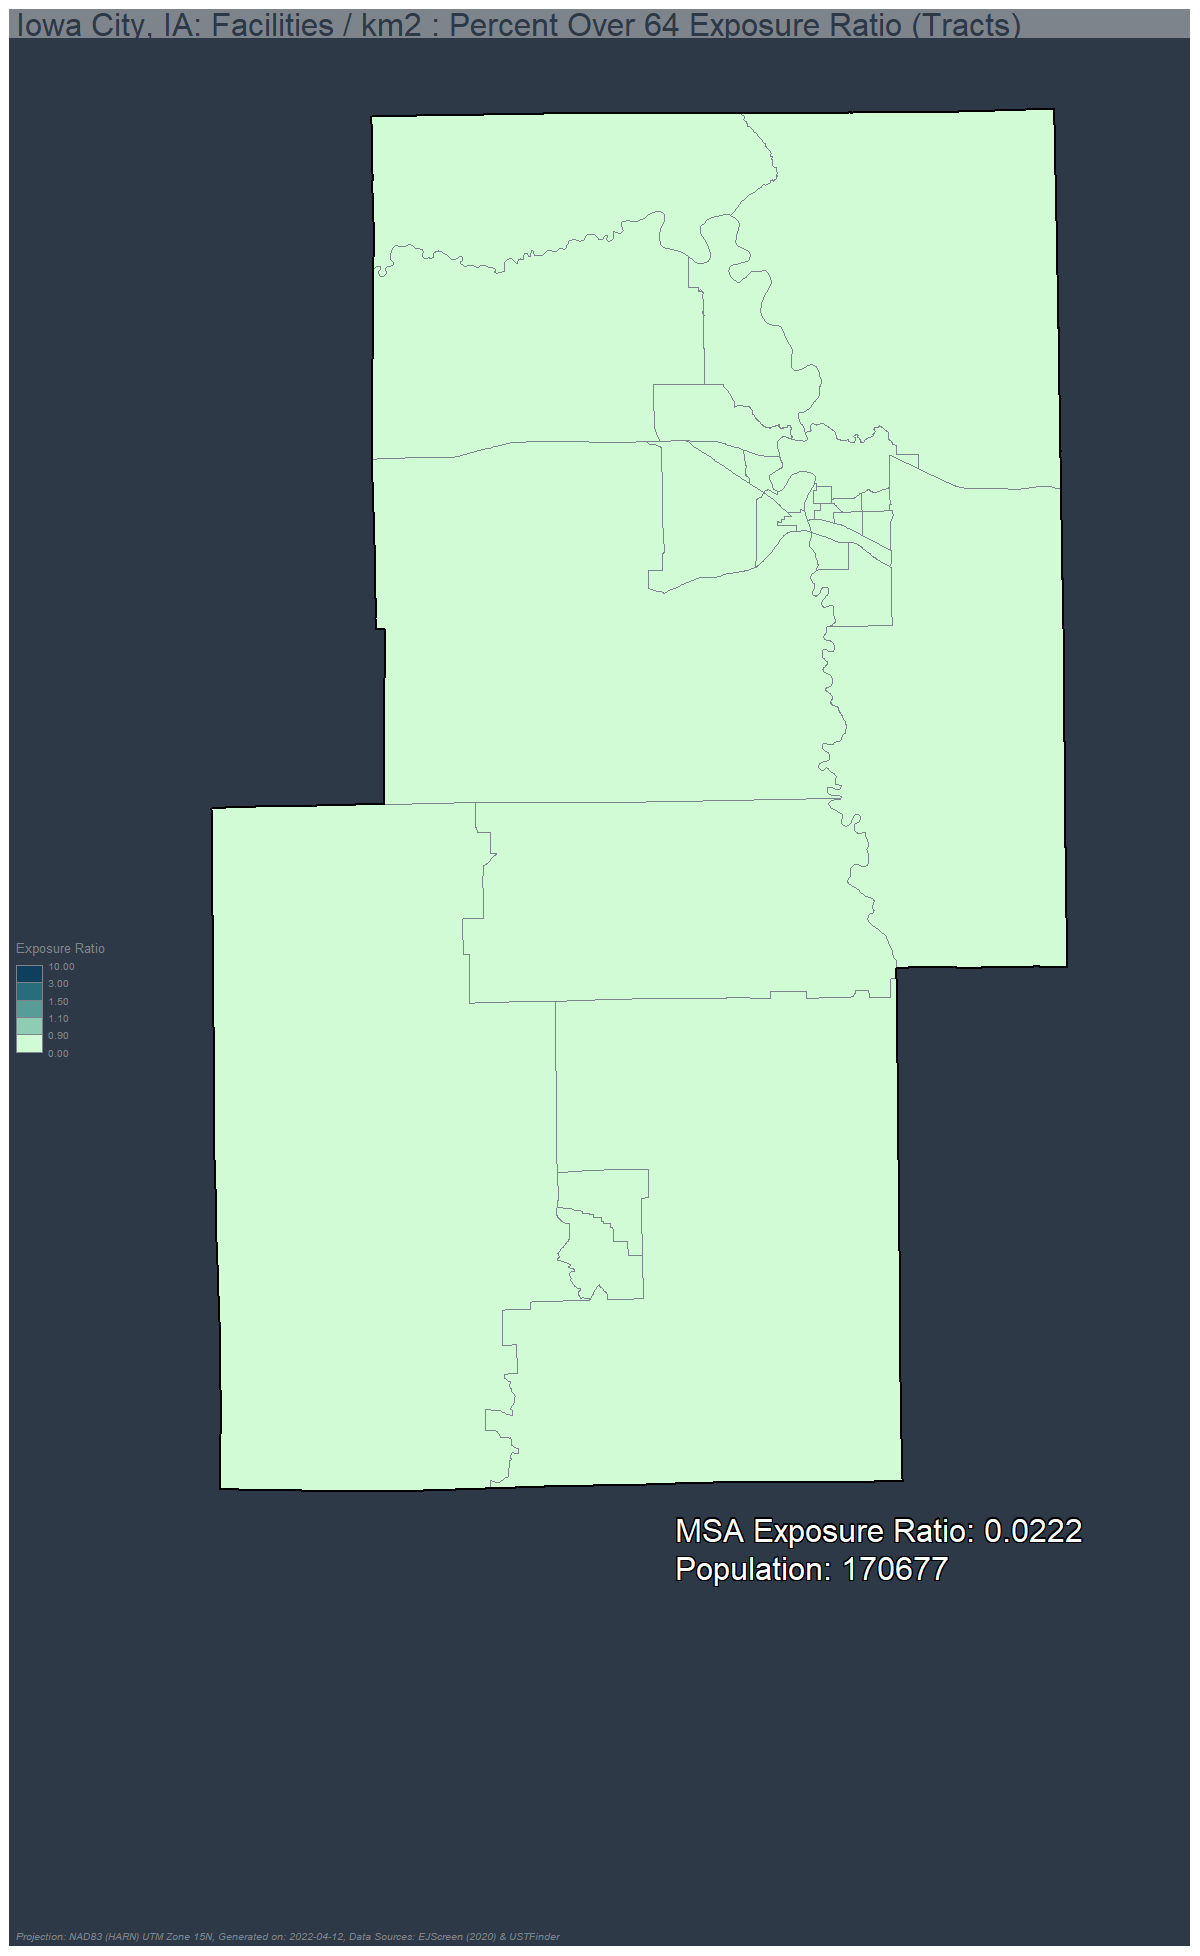 Iowa City, IA: Facilities / km2 : Percent Over 64 Exposure Ratio (Tracts)
Exposure Ratio
10.00
3.00
1.50
1.10
0.90
0.00
MSA Exposure Ratio: 0.0222
Population: 170677
Projection: NAD83 (HARN) UTM Zone 15N, Generated on: 2022-04-12, Data Sources: EJScreen (2020) & USTFinder